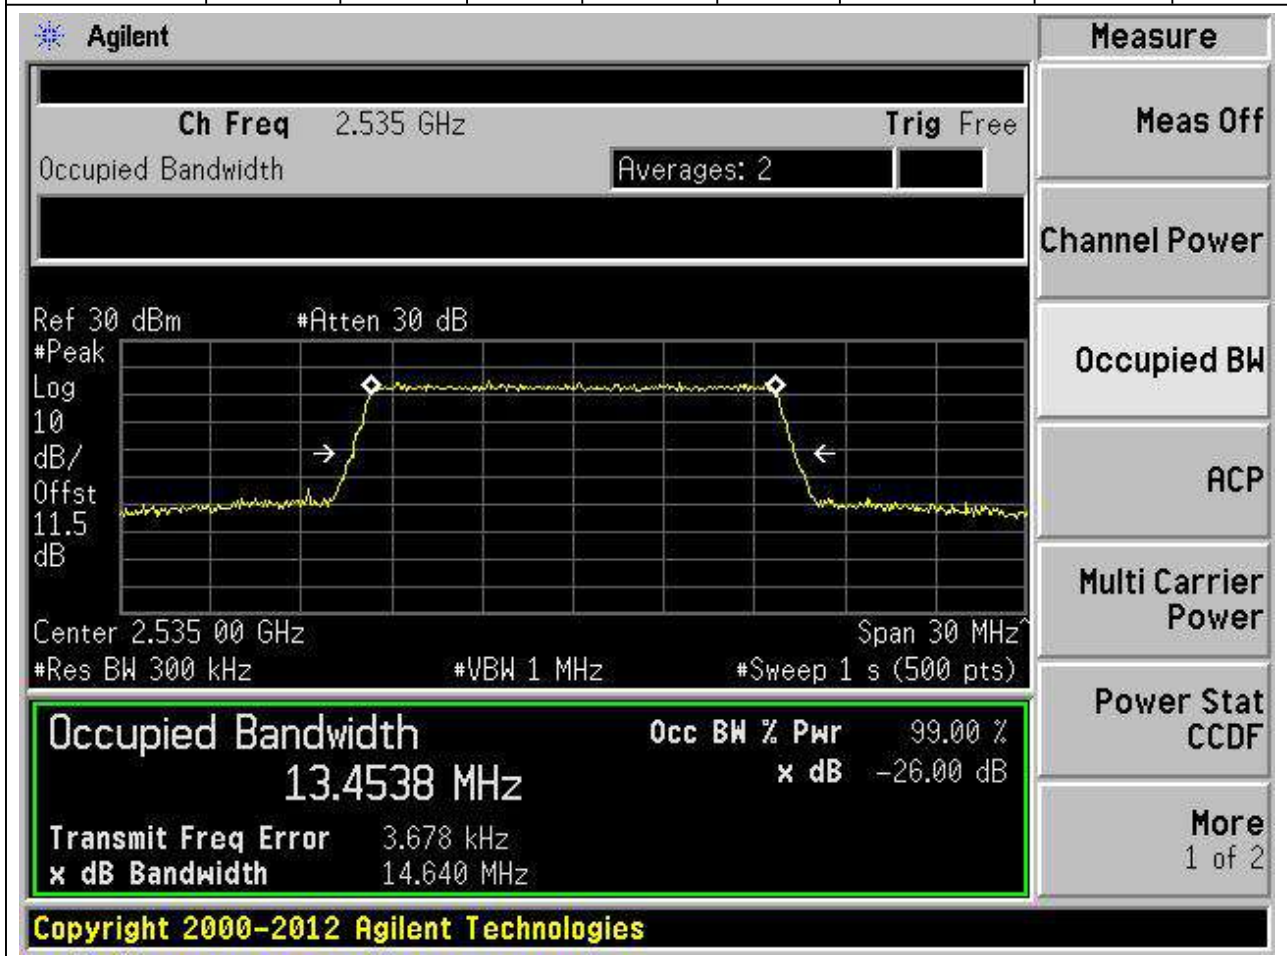 Agilent
Measure
Ch Freq 2.535 GHz Trig Free
Occupied Bandwidth Averages: 2
Meas Off
Channel Power
Occupied BW
ACP
Multi Carrier
Power
Power Stat
CCDF
More
1 of 2
Ref 30 dBm #Atten 30 dB
#Peak
Log
10
dB/
Offst
11.5
dB
Center 2.535 00 GHz Span 30 MHz^
#Res BW 300 kHz #VBW 1 MHz #Sweep 1 s (500 pts)
Occupied Bandwidth Occ BW % Pwr 99.00 %
13.4538 MHz x dB -26.00 dB
Transmit Freq Error 3.678 kHz
x dB Bandwidth 14.640 MHz
Copyright 2000-2012 Agilent Technologies